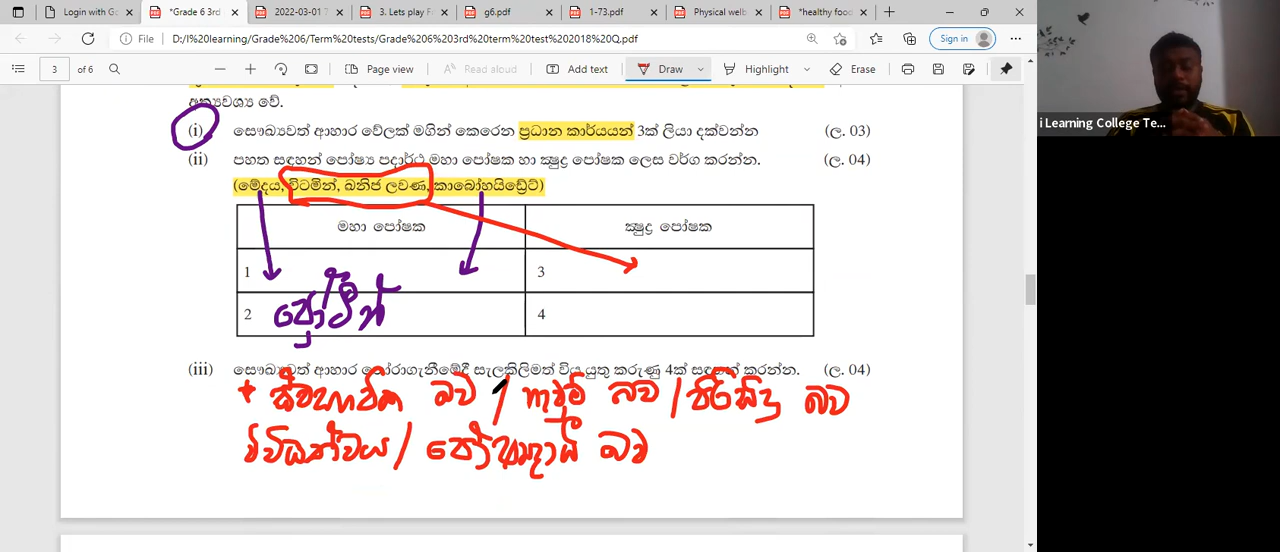 Login with Go
*Grade 6 3rd
2022-03-01 7
3. Lets play F
g6.pdf
1-73.pdf
Physical welb
*healthy food
File D:/I%20learning/Grade%206/Term%20tests/Grade%206%203rd%20term%20test%202018%20Q.pdf Sign in
3 of 6 Page view Read aloud Add text Draw Highlight Erase
අත්‍යවශ්‍ය වේ.
(i) සෞඛ්‍යවත් ආහාර වේලක් මගින් කෙරෙන ප්‍රධාන කාර්යයන් 3ක් ලියා දක්වන්න (ල. 03)
(ii) පහත සඳහන් පෝෂ්‍ය පදාර්ථ මහා පෝෂක හා ක්‍ෂුද්‍ර පෝෂක ලෙස වර්ග කරන්න. (ල. 04)
(මේදය, විටමින්, ඛනිජ ලවණ, කාබෝහයිඩ්‍රේට්)
මහා පෝෂක ක්‍ෂුද්‍ර පෝෂක
1 3
2 ප්‍රෝටීන් 4
(iii) සෞඛ්‍යවත් ආහාර තෝරාගැනීමේදී සැලකිලිමත් විය යුතු කරුණු 4ක් සඳහන් කරන්න. (ල. 04)
+ ස්වභාවික බව / නැවුම් බව / පිරිසිදු බව
විවිධත්වය / පෝෂ්‍යදායී බව
i Learning College Te...